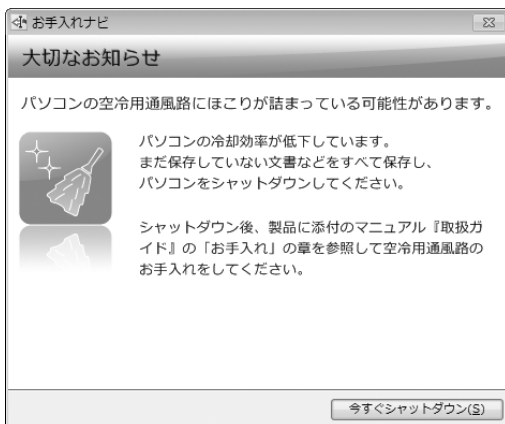 お手入れナビ
大切なお知らせ
パソコンの空冷用通風路にほこりが詰まっている可能性があります。
パソコンの冷却効率が低下しています。
まだ保存していない文書などをすべて保存し、
パソコンをシャットダウンしてください。
シャットダウン後、製品に添付のマニュアル『取扱ガ
イド』の「お手入れ」の章を参照して空冷用通風路の
お手入れをしてください。
今すぐシャットダウン(S)